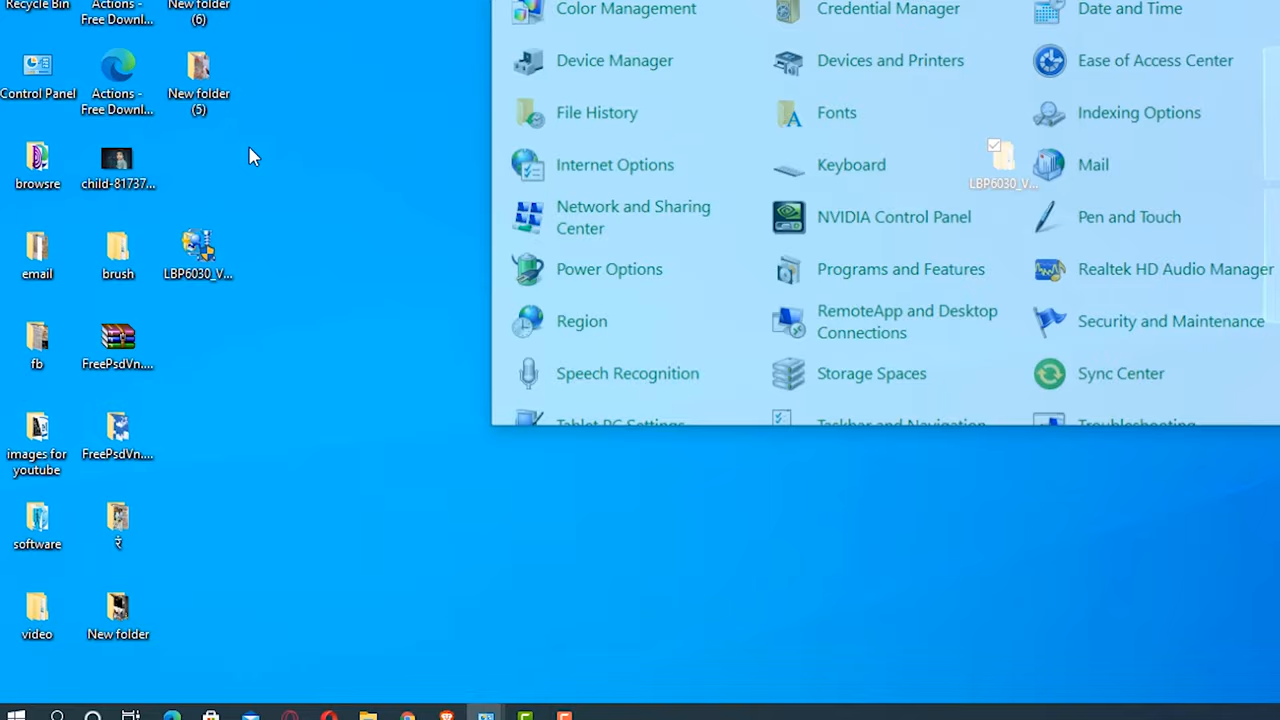 Recycle Bin
Actions -
Free Downl...
New folder
(6)
Control Panel
Actions -
Free Downl...
New folder
(5)
browsre
child-81737...
email
brush
LBP6030_V...
fb
FreePsdVn....
images for
youtube
FreePsdVn....
software
रं
video
New folder
Color Management
Credential Manager
Date and Time
Device Manager
Devices and Printers
Ease of Access Center
File History
Fonts
Indexing Options
Internet Options
Keyboard
LBP6030_V...
Mail
Network and Sharing
Center
NVIDIA Control Panel
Pen and Touch
Power Options
Programs and Features
Realtek HD Audio Manager
Region
RemoteApp and Desktop
Connections
Security and Maintenance
Speech Recognition
Storage Spaces
Sync Center
Tablet PC Settings
Taskbar and Navigation
Troubleshooting